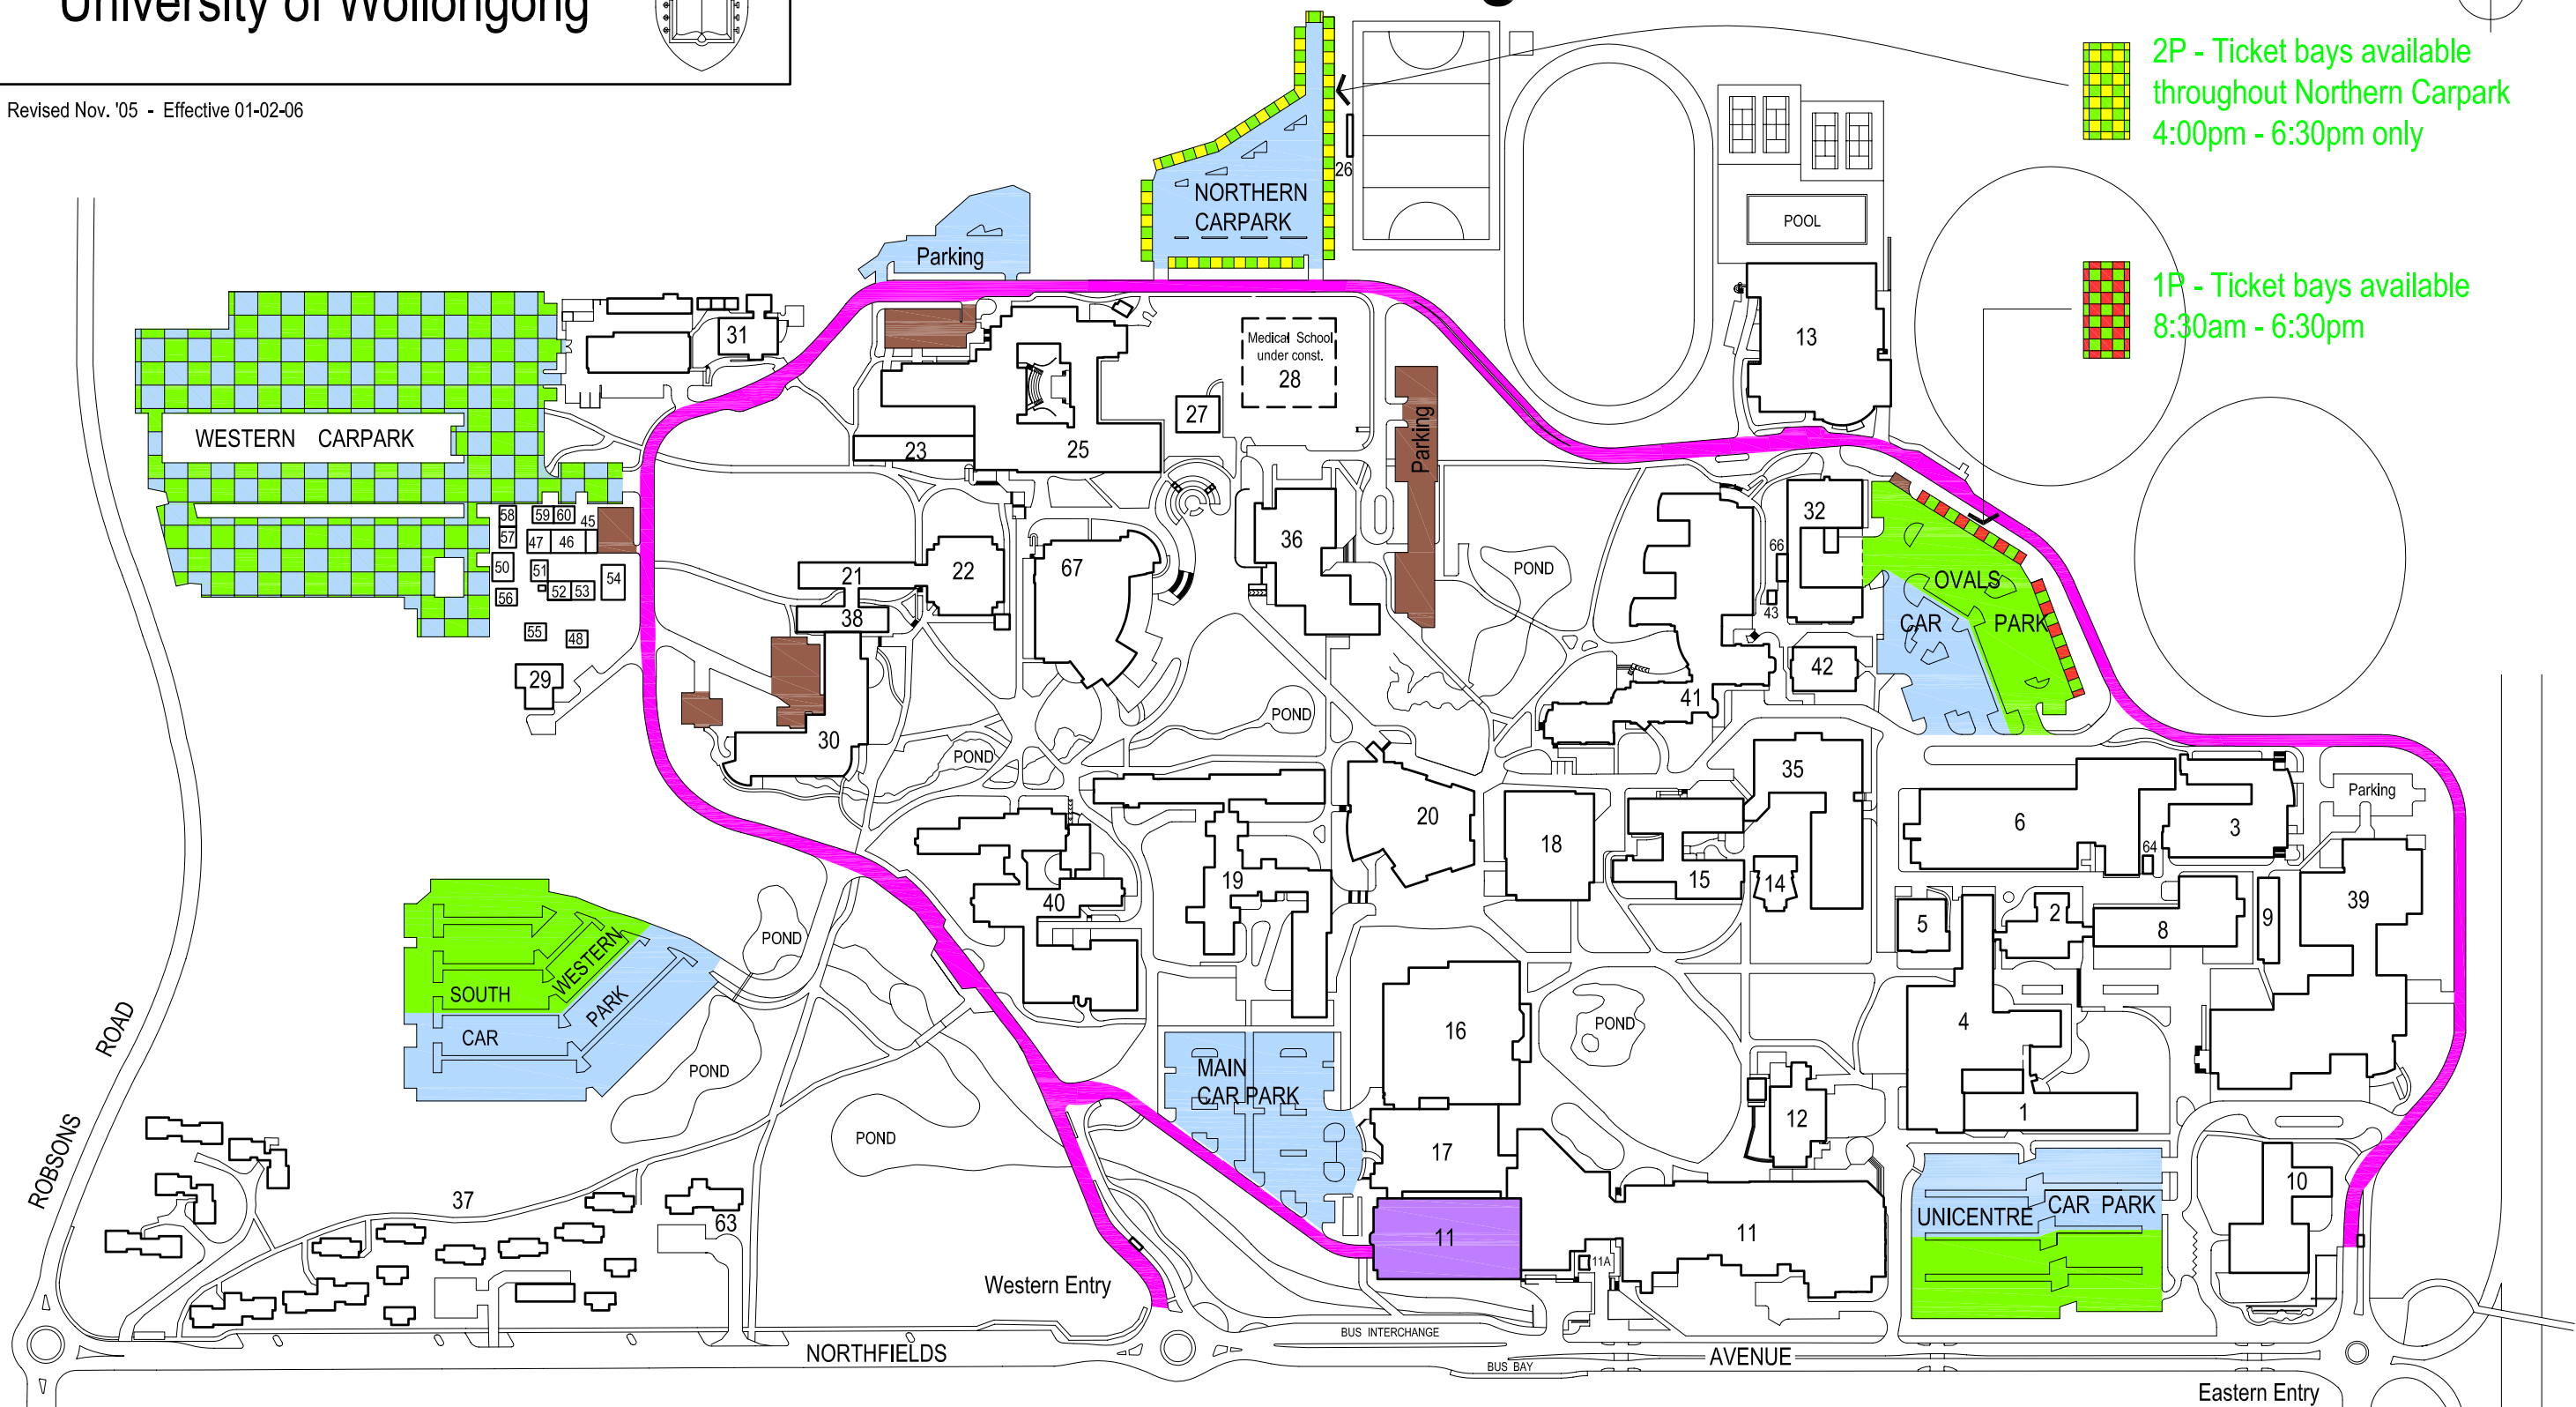 University of Wollongong
Revised Nov. '05 - Effective 01-02-06
2P - Ticket bays available
throughout Northern Carpark
4:00pm - 6:30pm only
1P - Ticket bays available
8:30am - 6:30pm
26
NORTHERN
CARPARK
Parking
POOL
31
13
Medical School
under const.
28
27
Parking
WESTERN CARPARK
23
25
58
59
60
45
57
47
46
50
51
52
53
54
56
55
48
29
36
32
66
43
22
21
38
67
POND
OVALS
CAR PARK
42
41
POND
30
POND
35
20
18
15
14
6
3
64
Parking
19
40
5
2
8
9
39
POND
SOUTH
WESTERN
CAR
PARK
POND
16
POND
4
1
MAIN
CAR PARK
17
12
POND
ROAD
ROBSONS
37
63
11
11A
11
UNICENTRE CAR PARK
10
Western Entry
BUS INTERCHANGE
NORTHFIELDS
BUS BAY
AVENUE
Eastern Entry